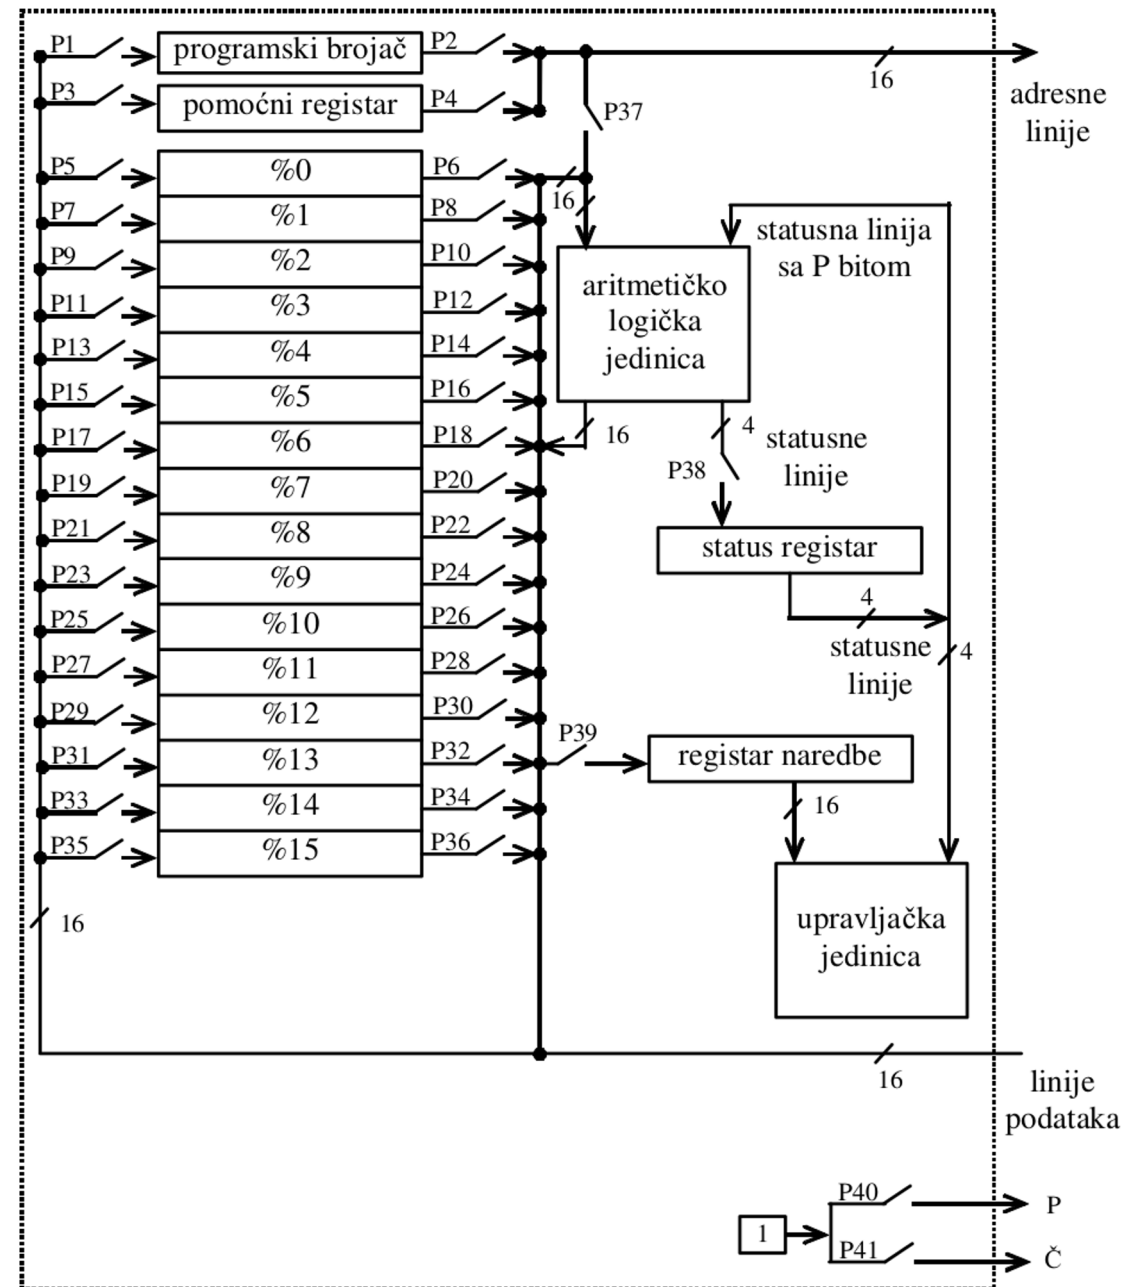 P1
programski brojač
P2
16
adresne
linije
P3
pomoćni registar
P4
P37
P5
%0
P6
16
P7
%1
P8
statusna linija
sa P bitom
P9
%2
P10
aritmetičko
logička
jedinica
P11
%3
P12
P13
%4
P14
P15
%5
P16
P17
%6
P18
16
4
statusne
linije
P19
%7
P20
P38
P21
%8
P22
status registar
P23
%9
P24
4
P25
%10
P26
statusne
linije
4
P27
%11
P28
P29
%12
P30
P39
P31
%13
P32
registar naredbe
P33
%14
P34
16
P35
%15
P36
16
upravljačka
jedinica
16
linije
podataka
P40
P
1
P41
Č